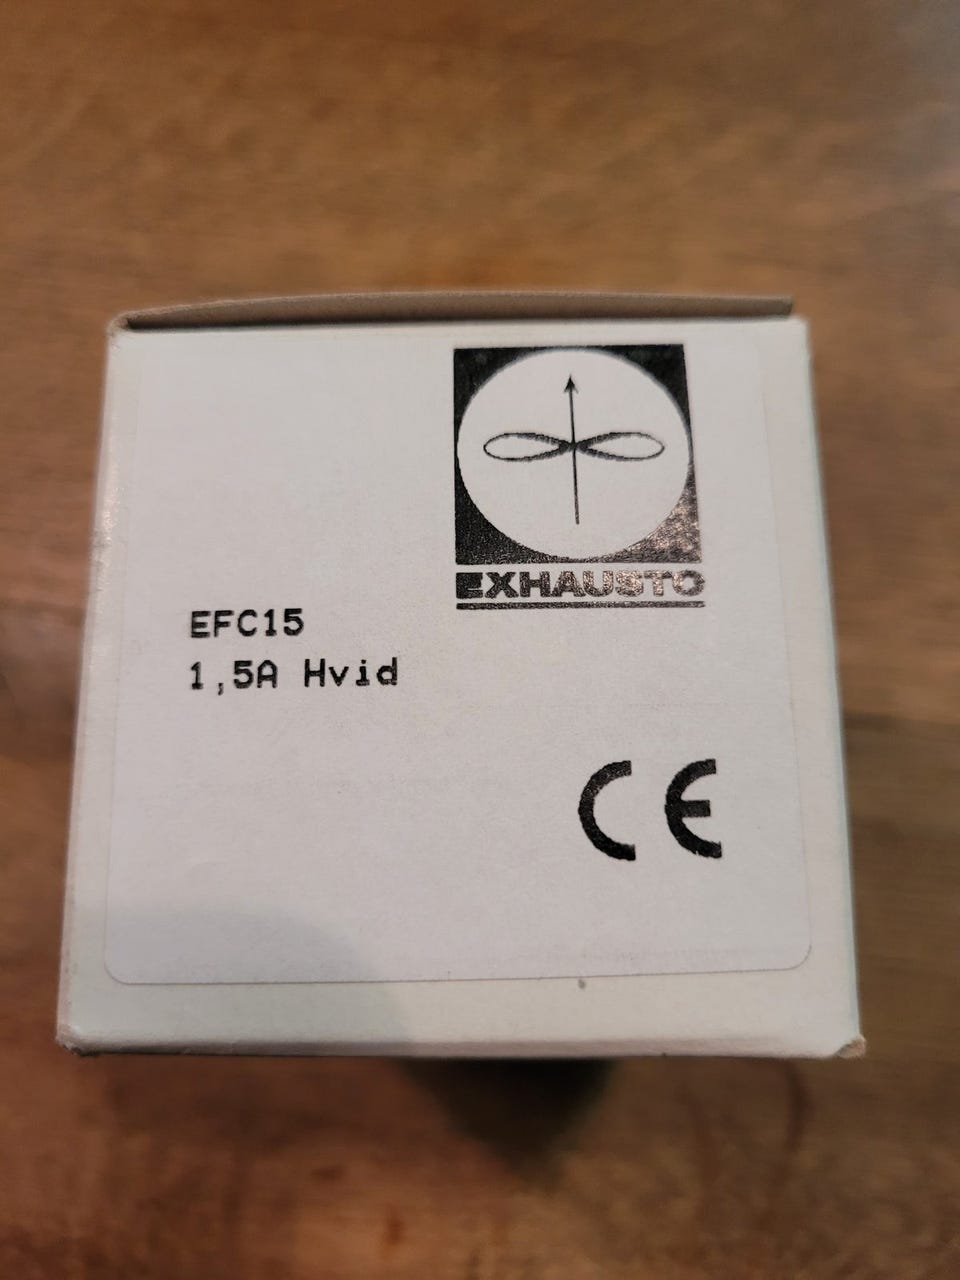 EXHAUSTO
EFC15
1,5A Hvid
CE